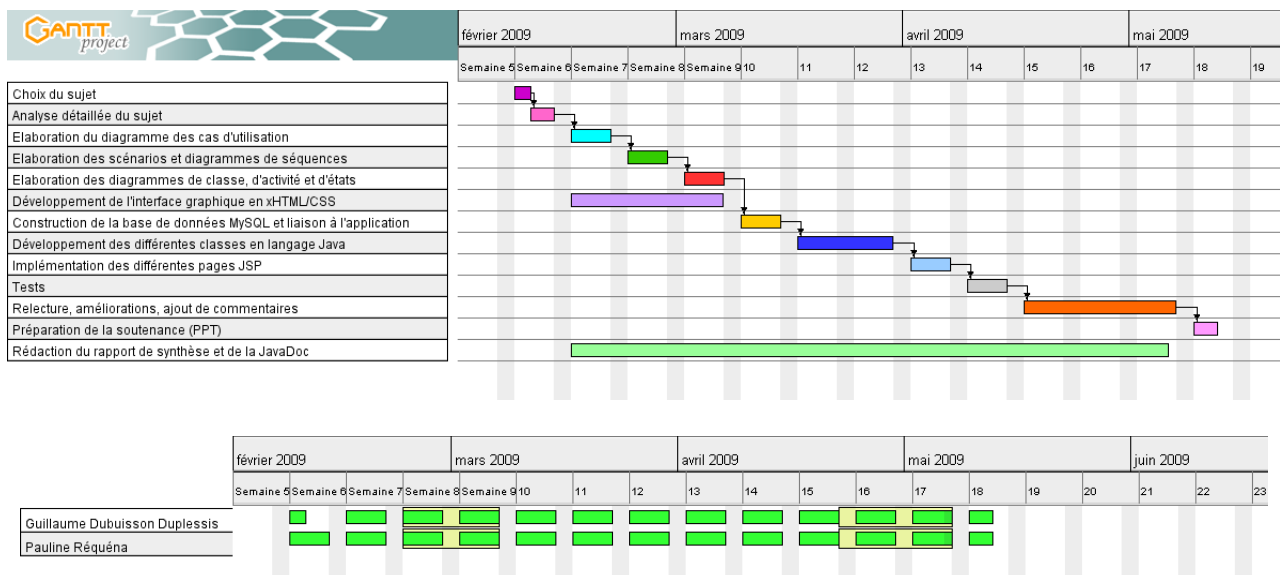 GANTT
project
février 2009 mars 2009 avril 2009 mai 2009
Semaine 5 Semaine 6 Semaine 7 Semaine 8 Semaine 9 10 11 12 13 14 15 16 17 18 19
Choix du sujet
Analyse détaillée du sujet
Elaboration du diagramme des cas d'utilisation
Elaboration des scénarios et diagrammes de séquences
Elaboration des diagrammes de classe, d'activité et d'états
Développement de l'interface graphique en xHTML/CSS
Construction de la base de données MySQL et liaison à l'application
Développement des différentes classes en langage Java
Implémentation des différentes pages JSP
Tests
Relecture, améliorations, ajout de commentaires
Préparation de la soutenance (PPT)
Rédaction du rapport de synthèse et de la JavaDoc
février 2009 mars 2009 avril 2009 mai 2009 juin 2009
Semaine 5 Semaine 6 Semaine 7 Semaine 8 Semaine 9 10 11 12 13 14 15 16 17 18 19 20 21 22 23
Guillaume Dubuisson Duplessis
Pauline Réquéna